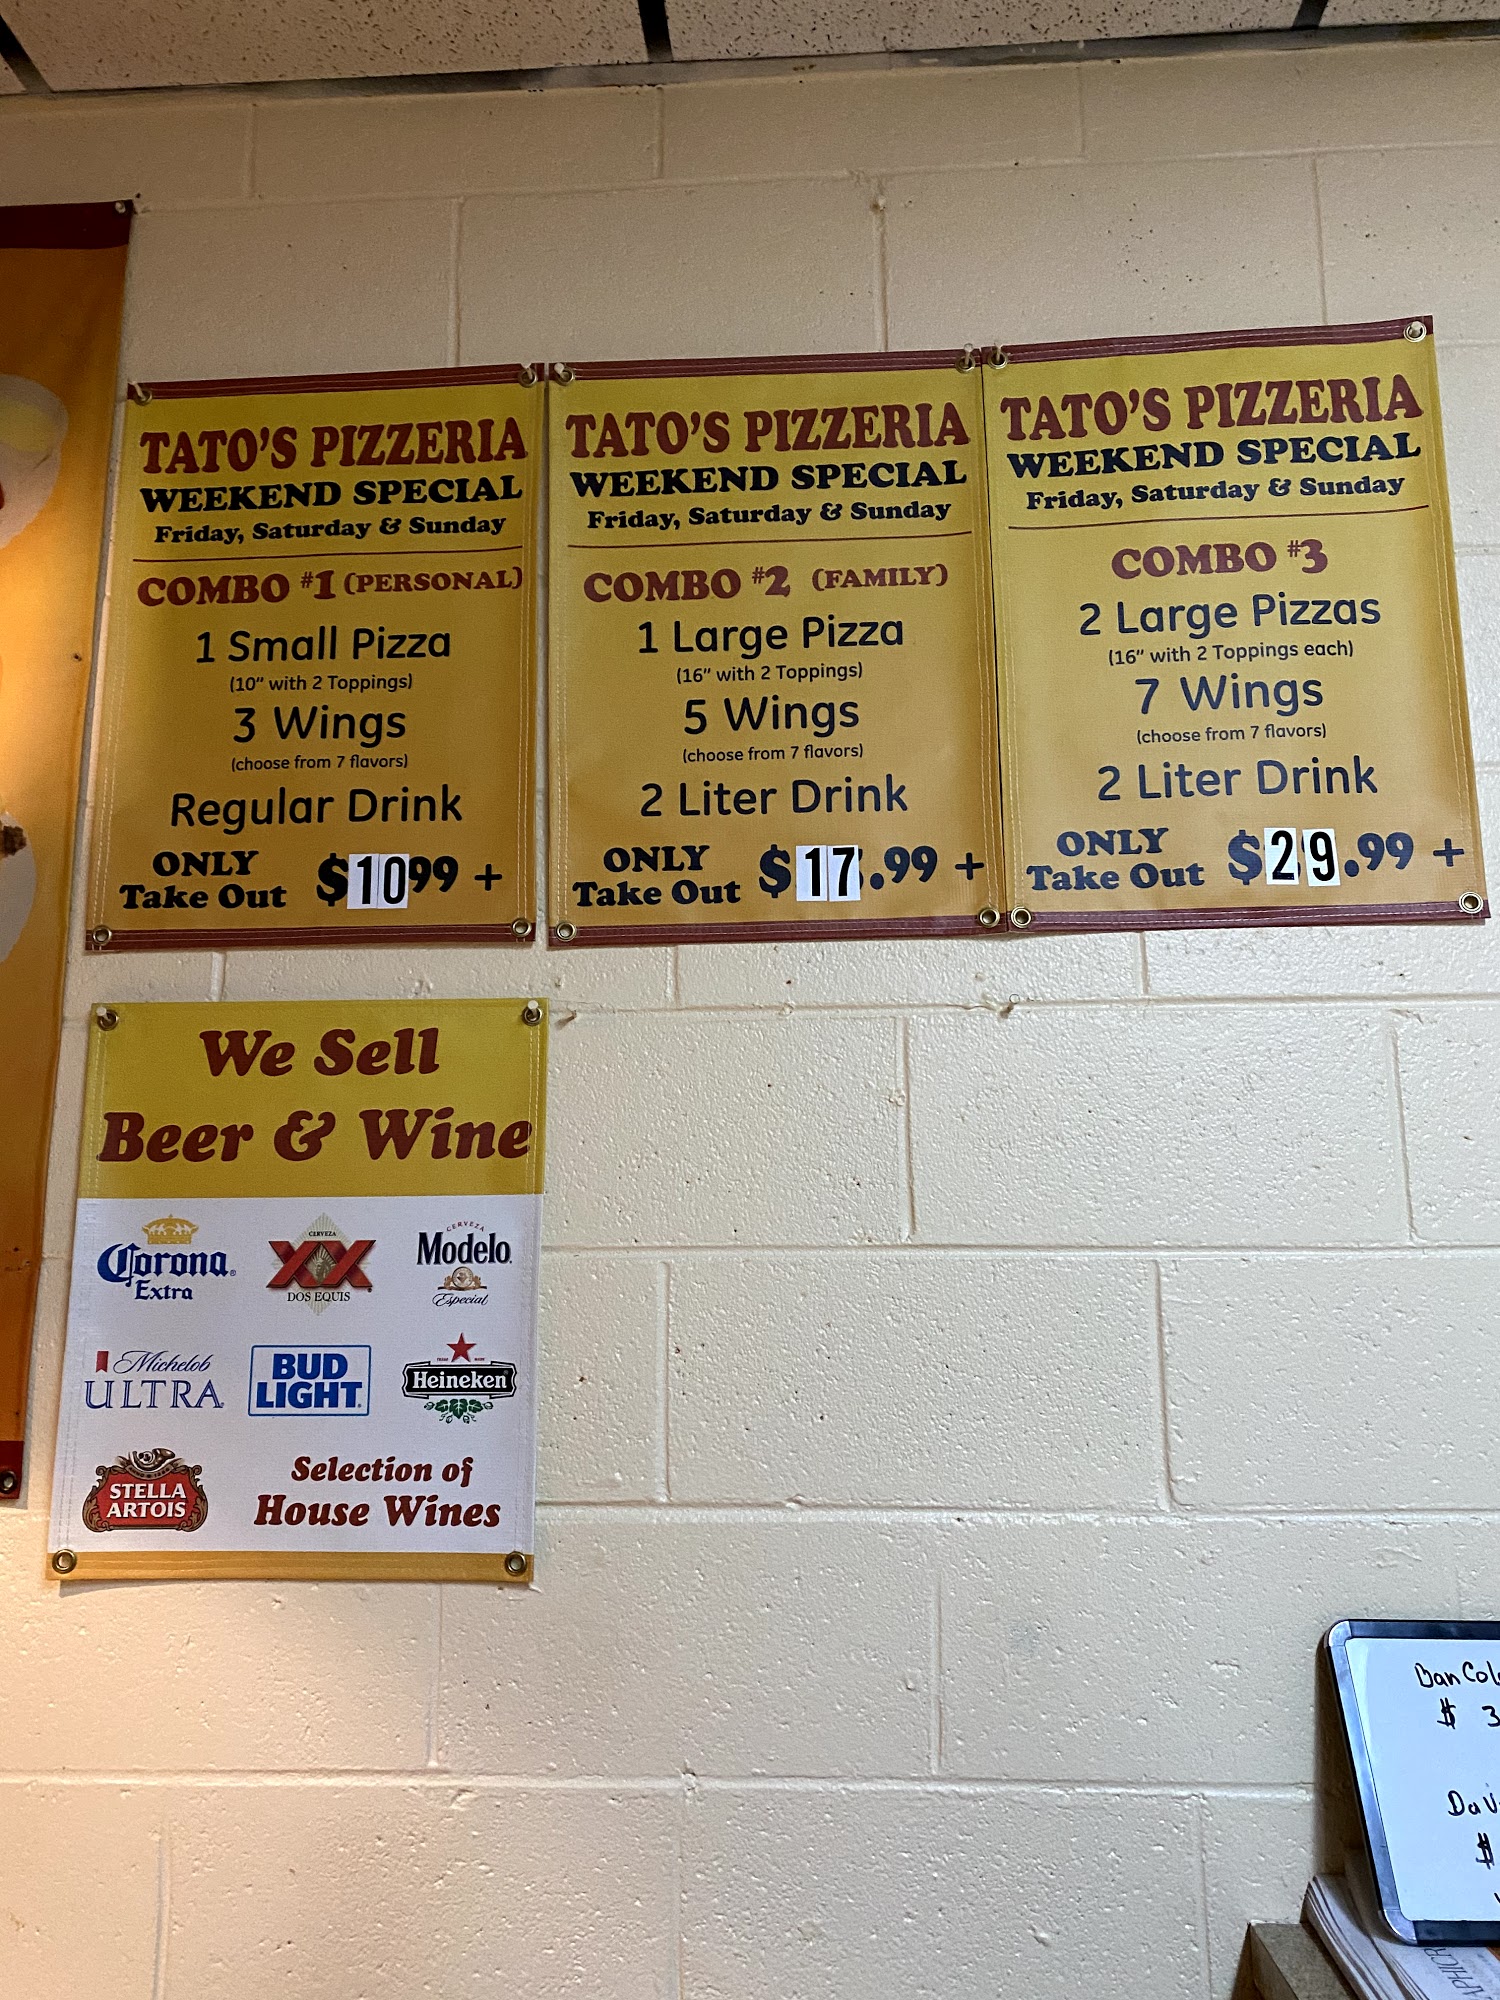 TATO'S PIZZERIA
WEEKEND SPECIAL
Friday, Saturday & Sunday
COMBO #1 (PERSONAL)
1 Small Pizza
(10" with 2 Toppings)
3 Wings
(choose from 7 flavors)
Regular Drink
ONLY
Take Out
$1099 +
TATO'S PIZZERIA
WEEKEND SPECIAL
Friday, Saturday & Sunday
COMBO #2 (FAMILY)
1 Large Pizza
(16" with 2 Toppings)
5 Wings
(choose from 7 flavors)
2 Liter Drink
ONLY
Take Out
$17.99 +
TATO'S PIZZERIA
WEEKEND SPECIAL
Friday, Saturday & Sunday
COMBO #3
2 Large Pizzas
(16" with 2 Toppings each)
7 Wings
(choose from 7 flavors)
2 Liter Drink
ONLY
Take Out
$29.99 +
We Sell
Beer & Wine
Corona
Extra
CERVEZA
XX
DOS EQUIS
CERVEZA
Modelo
Especial
Michelob
ULTRA
BUD
LIGHT
Heineken
STELLA
ARTOIS
Selection of
House Wines
$ 3
$